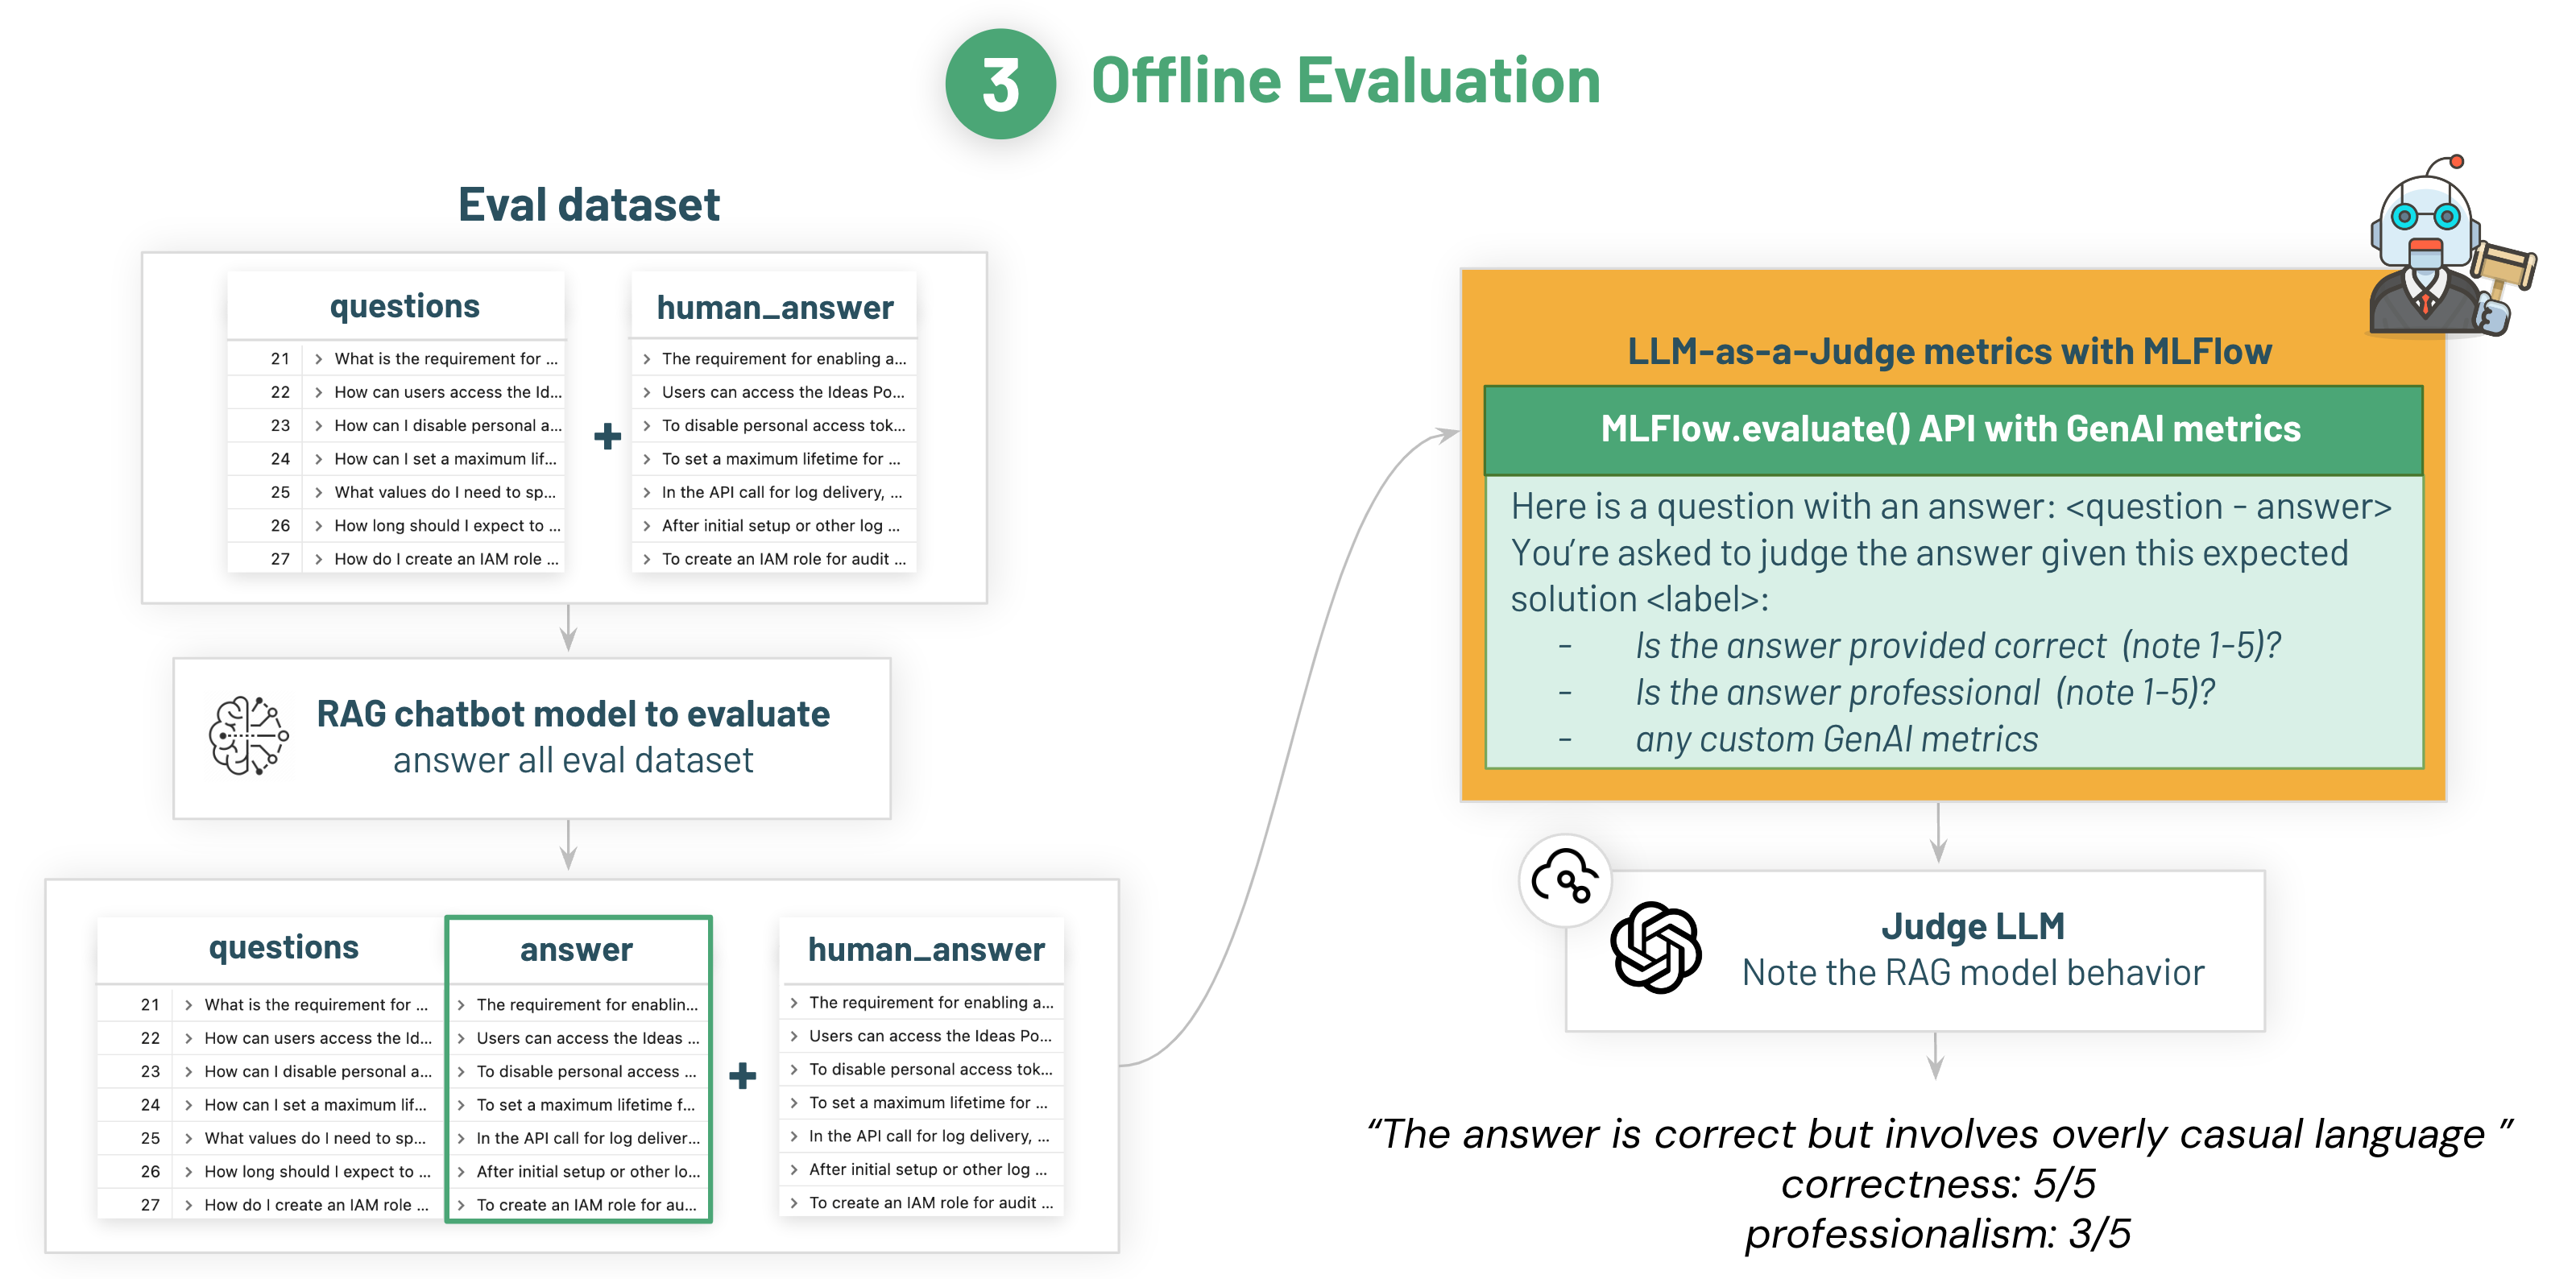 3 Offline Evaluation
Eval dataset
questions
21 What is the requirement for ...
22 How can users access the Id...
23 How can I disable personal a...
24 How can I set a maximum lif...
25 What values do I need to sp...
26 How long should I expect to ...
27 How do I create an IAM role ...
+
human_answer
The requirement for enabling a...
Users can access the Ideas Po...
To disable personal access tok...
To set a maximum lifetime for ...
In the API call for log delivery, ...
After initial setup or other log ...
To create an IAM role for audit ...
RAG chatbot model to evaluate
answer all eval dataset
questions
21 What is the requirement for ...
22 How can users access the Id...
23 How can I disable personal a...
24 How can I set a maximum lif...
25 What values do I need to sp...
26 How long should I expect to ...
27 How do I create an IAM role ...
answer
The requirement for enablin...
Users can access the Ideas ...
To disable personal access ...
To set a maximum lifetime f...
In the API call for log deliver...
After initial setup or other lo...
To create an IAM role for au...
+
human_answer
The requirement for enabling a...
Users can access the Ideas Po...
To disable personal access tok...
To set a maximum lifetime for ...
In the API call for log delivery, ...
After initial setup or other log ...
To create an IAM role for audit ...
LLM-as-a-Judge metrics with MLFlow
MLFlow.evaluate() API with GenAI metrics
Here is a question with an answer: <question - answer>
You’re asked to judge the answer given this expected
solution <label>:
- Is the answer provided correct (note 1-5)?
- Is the answer professional (note 1-5)?
- any custom GenAI metrics
Judge LLM
Note the RAG model behavior
“The answer is correct but involves overly casual language ”
correctness: 5/5
professionalism: 3/5